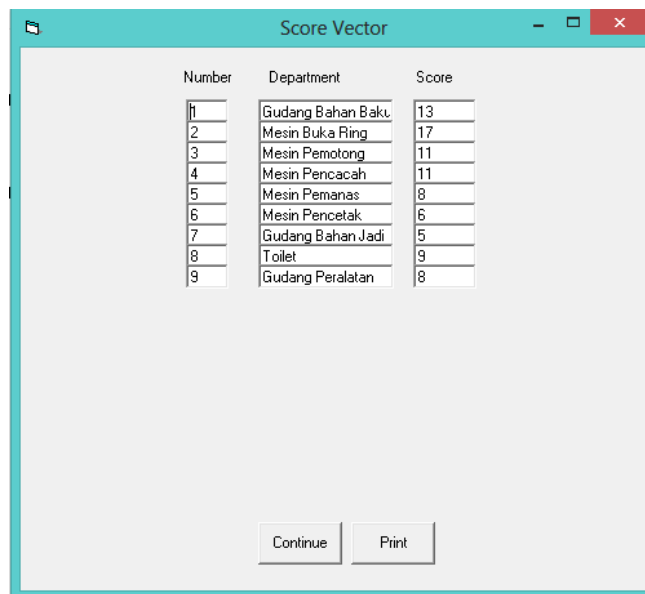 Score Vector
Number Department Score
1 Gudang Bahan Baku 13
2 Mesin Buka Ring 17
3 Mesin Pemotong 11
4 Mesin Pencacah 11
5 Mesin Pemanas 8
6 Mesin Pencetak 6
7 Gudang Bahan Jadi 5
8 Toilet 9
9 Gudang Peralatan 8
Continue Print